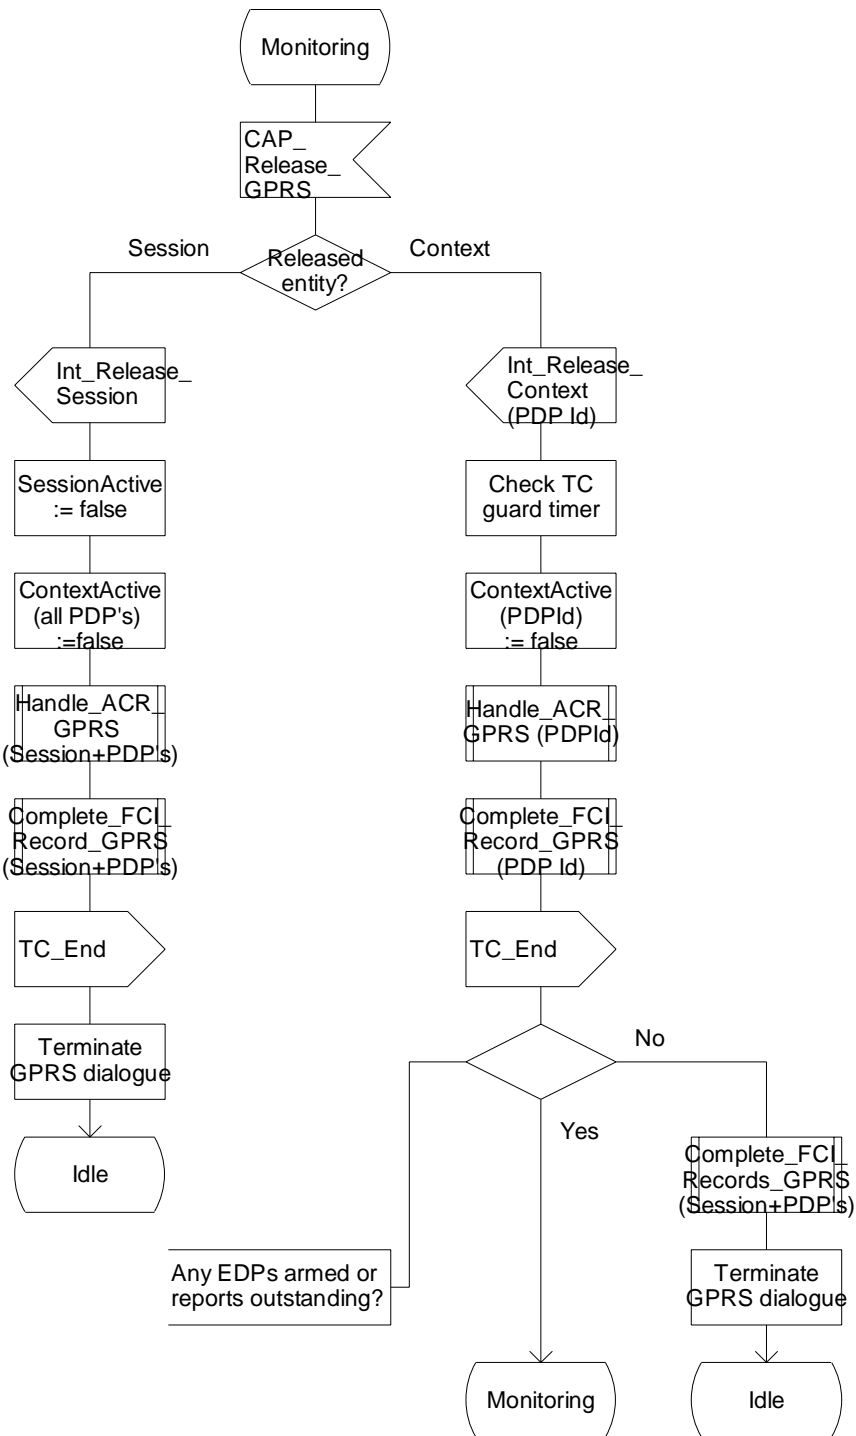 Monitoring
CAP_
Release_
GPRS
Session
Released
entity?
Context
Int_Release_
Session
Int_Release_
Context
(PDP Id)
SessionActive
:= false
Check TC
guard timer
ContextActive
(all PDP's)
:=false
ContextActive
(PDPId)
:= false
Handle_ACR_
GPRS
(Session+PDP's)
Handle_ACR_
GPRS (PDPId)
Complete_FCI_
Record_GPRS
(Session+PDP's)
Complete_FCI_
Record_GPRS
(PDP Id)
TC_End
TC_End
Terminate
GPRS dialogue
No
Yes
Idle
Complete_FCI_
Records_GPRS
(Session+PDP's)
Any EDPs armed or
reports outstanding?
Terminate
GPRS dialogue
Monitoring
Idle